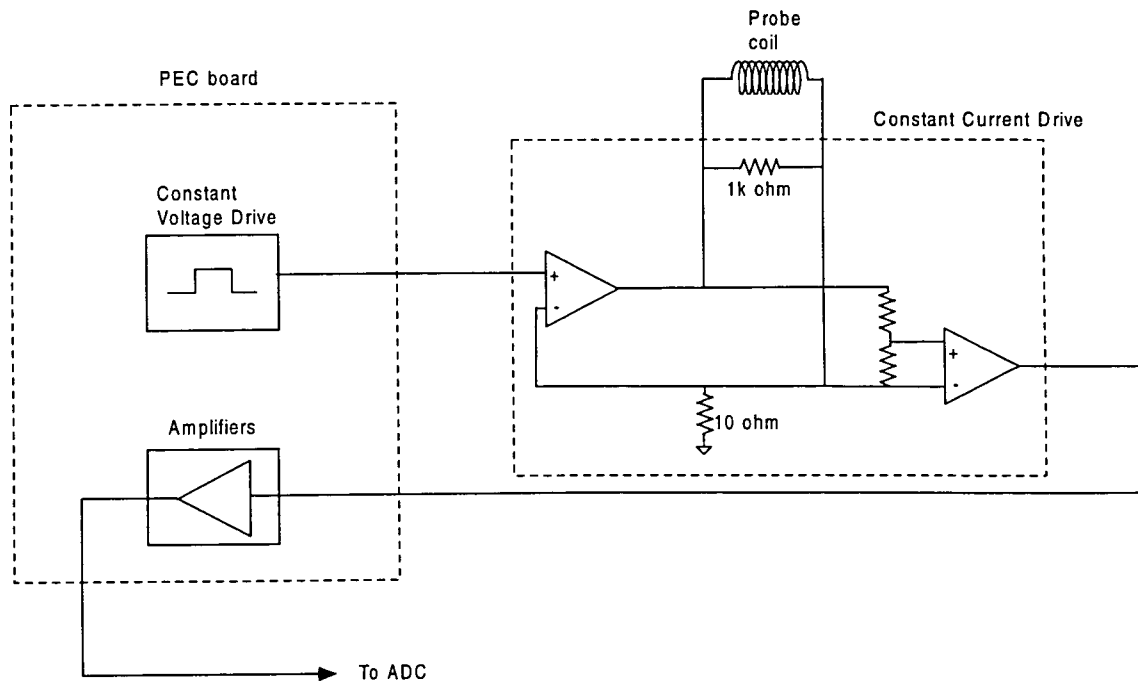 Probe
coil
PEC board
Constant Current Drive
1k ohm
Constant
Voltage Drive
+
-
+
-
10 ohm
Amplifiers
To ADC